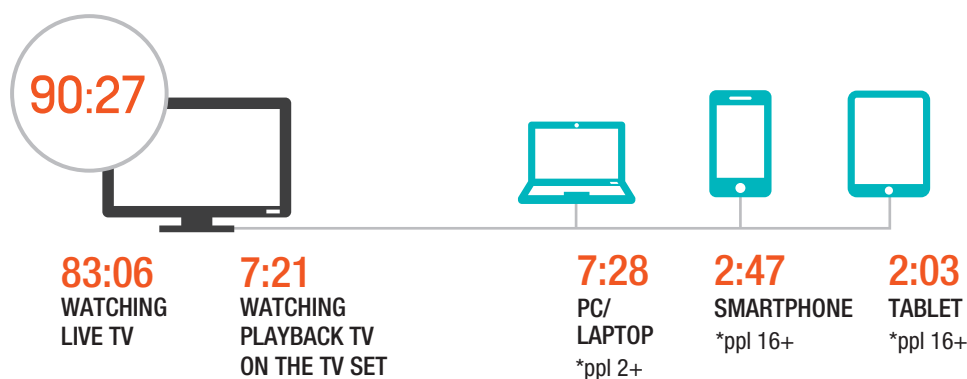 90:27
83:06
WATCHING
LIVE TV
7:21
WATCHING
PLAYBACK TV
ON THE TV SET
7:28
PC/
LAPTOP
*ppl 2+
2:47
SMARTPHONE
*ppl 16+
2:03
TABLET
*ppl 16+